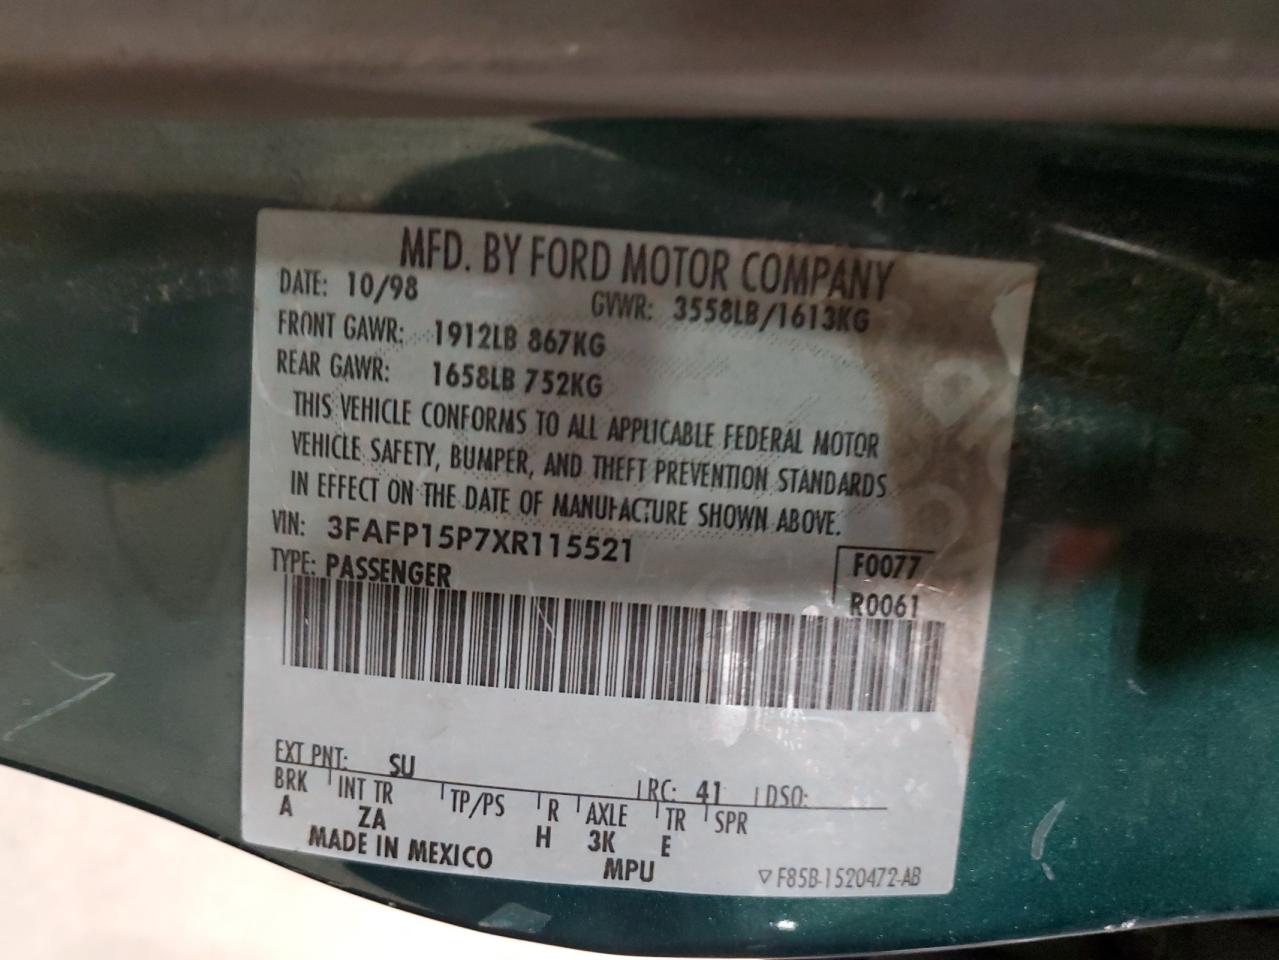 MFD. BY FORD MOTOR COMPANY
DATE: 10/98 GVWR: 3558LB/1613KG
FRONT GAWR: 1912LB 867KG
REAR GAWR: 1658LB 752KG
THIS VEHICLE CONFORMS TO ALL APPLICABLE FEDERAL MOTOR
VEHICLE SAFETY, BUMPER, AND THEFT PREVENTION STANDARDS
IN EFFECT ON THE DATE OF MANUFACTURE SHOWN ABOVE.
VIN: 3FAFP15P7XR115521
TYPE: PASSENGER
F0077
R0061
EXT PNT: SU RC: 41 DSO:
BRK INT TR TP/PS R AXLE TR SPR
A ZA H 3K E
MADE IN MEXICO MPU F85B-1520472-AB